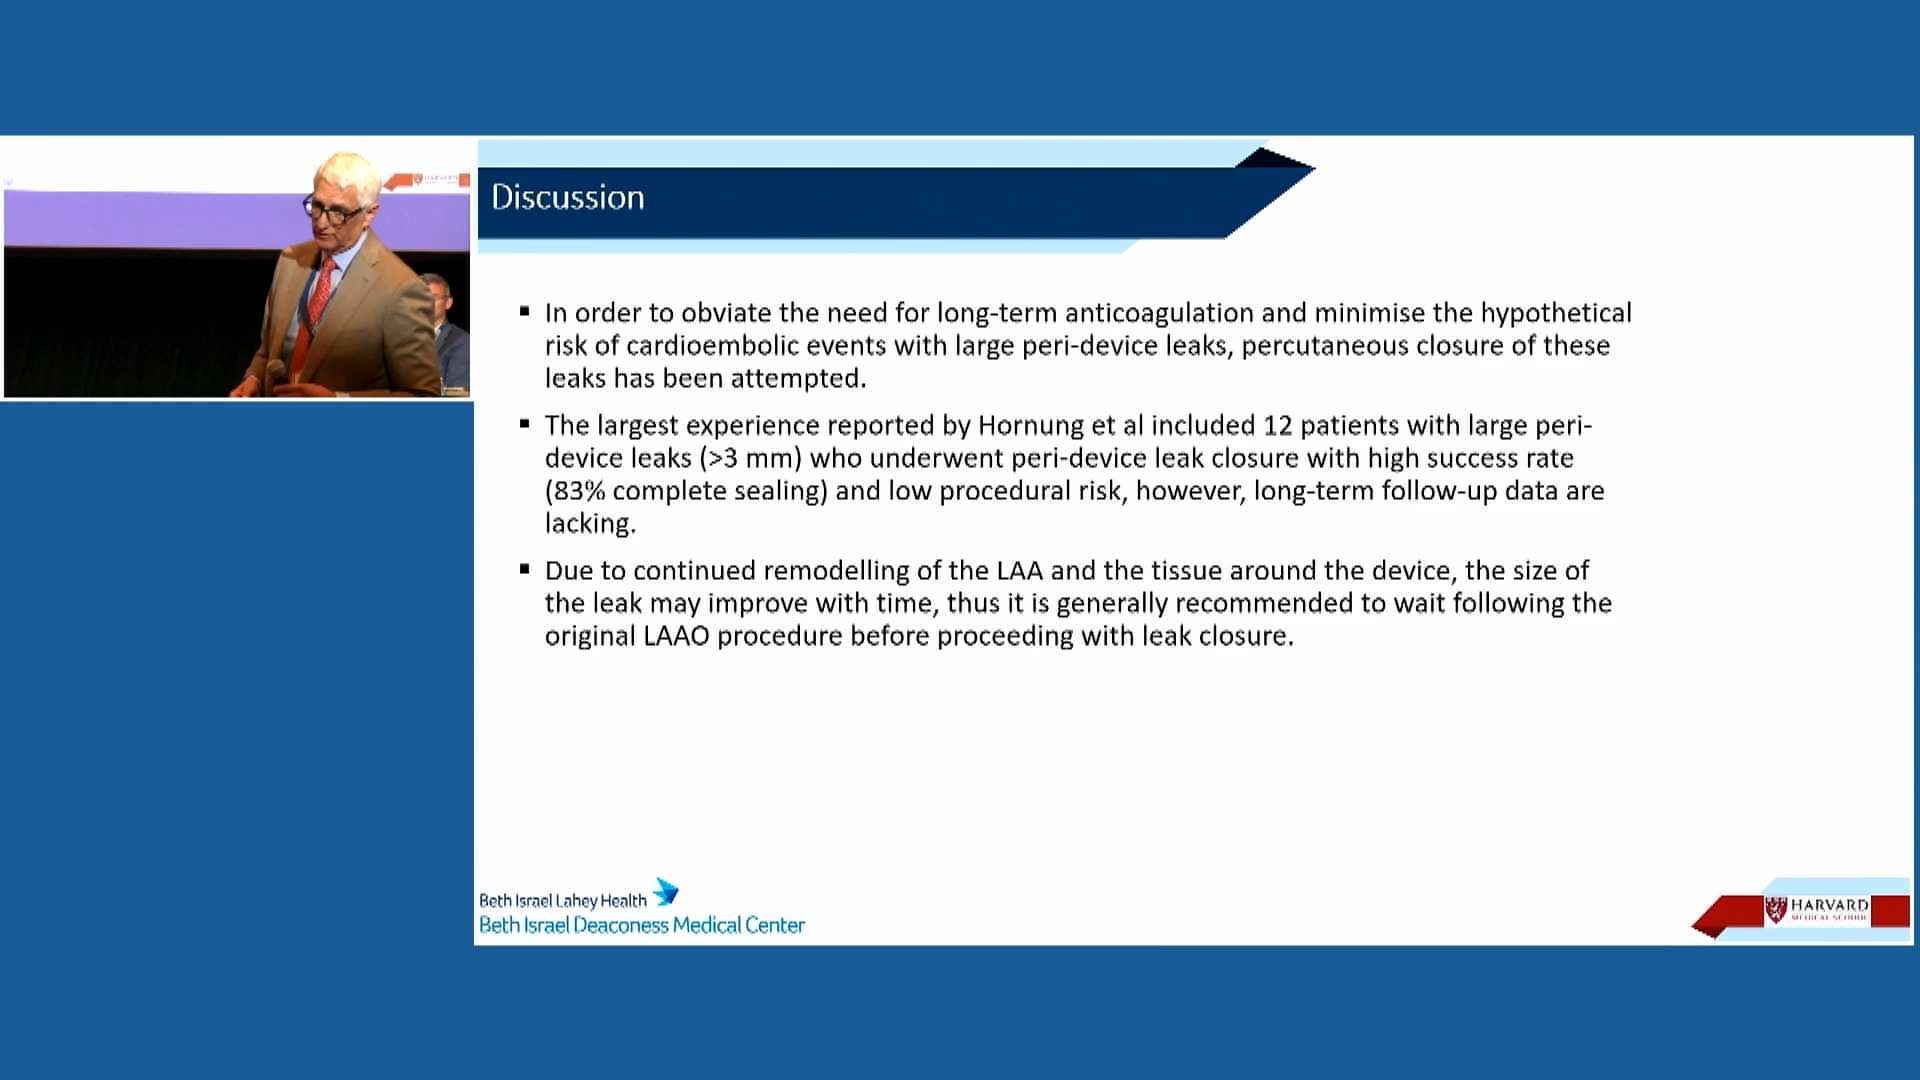 Discussion
▪ In order to obviate the need for long-term anticoagulation and minimise the hypothetical
risk of cardioembolic events with large peri-device leaks, percutaneous closure of these
leaks has been attempted.
▪ The largest experience reported by Hornung et al included 12 patients with large peri-
device leaks (>3 mm) who underwent peri-device leak closure with high success rate
(83% complete sealing) and low procedural risk, however, long-term follow-up data are
lacking.
▪ Due to continued remodelling of the LAA and the tissue around the device, the size of
the leak may improve with time, thus it is generally recommended to wait following the
original LAAO procedure before proceeding with leak closure.
Beth Israel Lahey Health
Beth Israel Deaconess Medical Center
HARVARD
MEDICAL SCHOOL
HARVARD